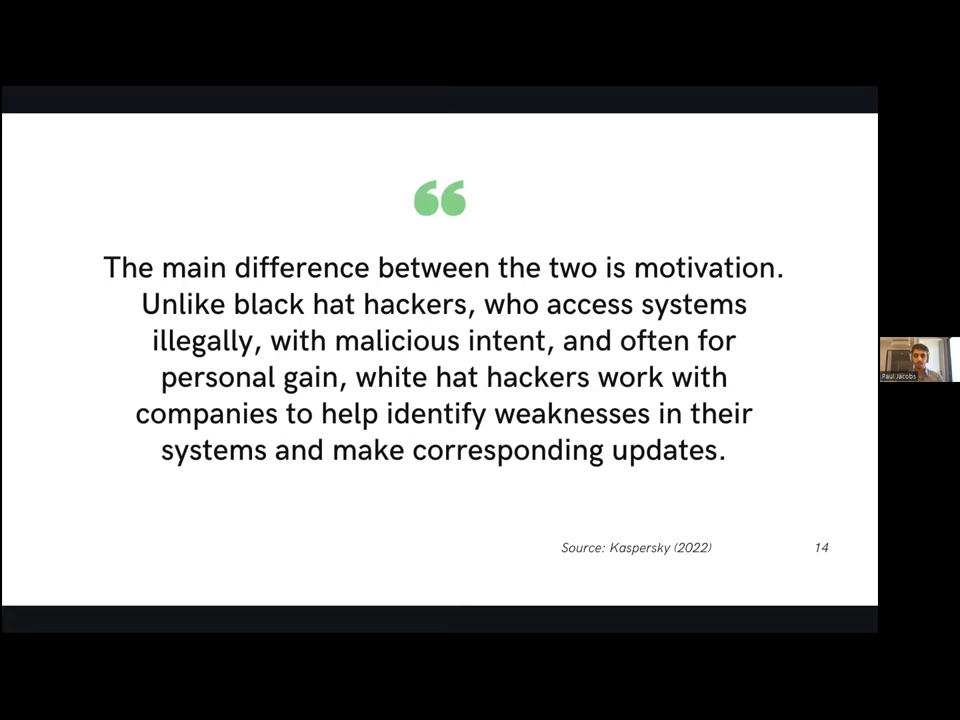 “
The main difference between the two is motivation.
Unlike black hat hackers, who access systems
illegally, with malicious intent, and often for
personal gain, white hat hackers work with
companies to help identify weaknesses in their
systems and make corresponding updates.
Source: Kaspersky (2022)
14
Paul Jacobs